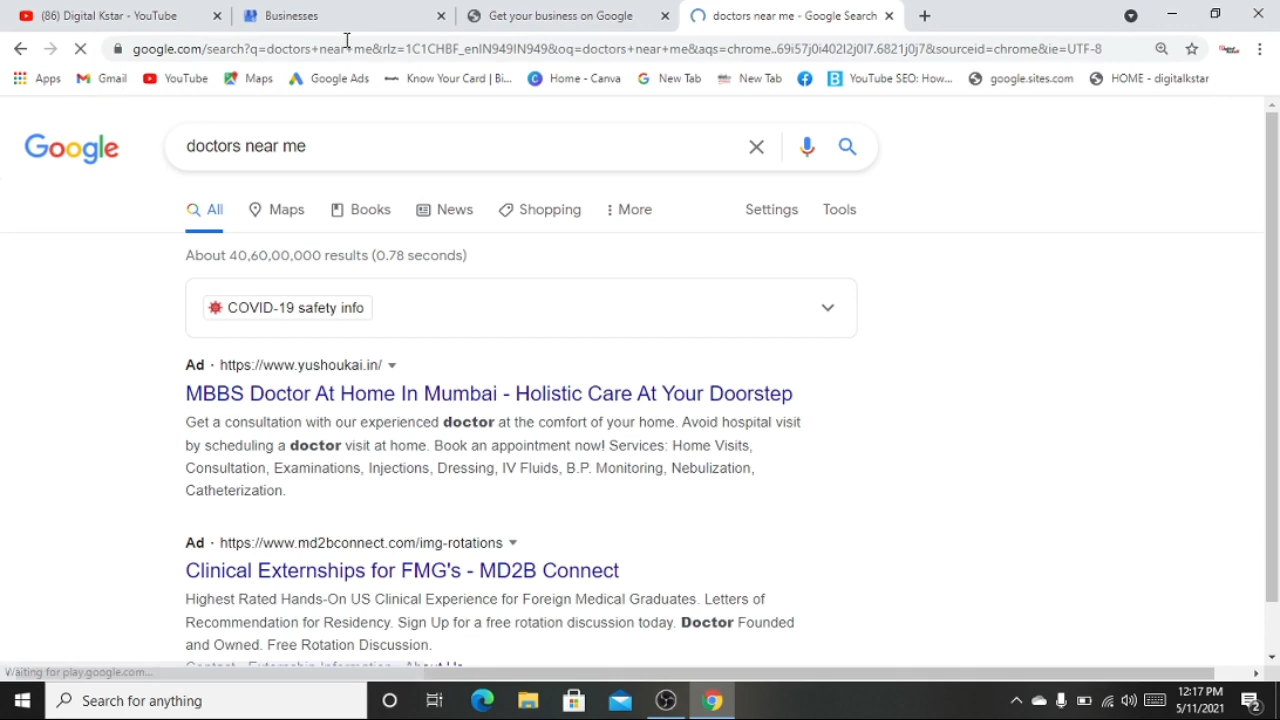 (86) Digital Kstar - YouTube
Businesses
Get your business on Google
doctors near me - Google Search
google.com/search?q=doctors+near+me&rlz=1C1CHBF_enIN949IN949&oq=doctors+near+me&aqs=chrome..69i57j0i402l2j0l7.6821j0j7&sourceid=chrome&ie=UTF-8
Apps
Gmail
YouTube
Maps
Google Ads
Know Your Card | Bi...
Home - Canva
New Tab
New Tab
YouTube SEO: How...
google.sites.com
HOME - digitalkstar
Google
doctors near me
All
Maps
Books
News
Shopping
More
Settings
Tools
About 40,60,00,000 results (0.78 seconds)
COVID-19 safety info
Ad · https://www.yushoukai.in/
MBBS Doctor At Home In Mumbai - Holistic Care At Your Doorstep
Get a consultation with our experienced doctor at the comfort of your home. Avoid hospital visit
by scheduling a doctor visit at home. Book an appointment now! Services: Home Visits,
Consultation, Examinations, Injections, Dressing, IV Fluids, B.P. Monitoring, Nebulization,
Catheterization.
Ad · https://www.md2bconnect.com/img-rotations
Clinical Externships for FMG's - MD2B Connect
Highest Rated Hands-On US Clinical Experience for Foreign Medical Graduates. Letters of
Recommendation for Residency. Sign Up for a free rotation discussion today. Doctor Founded
and Owned. Free Rotation Discussion.
Contact · Externship Information · About Us
Waiting for play.google.com...
Search for anything
12:17 PM
5/11/2021
2